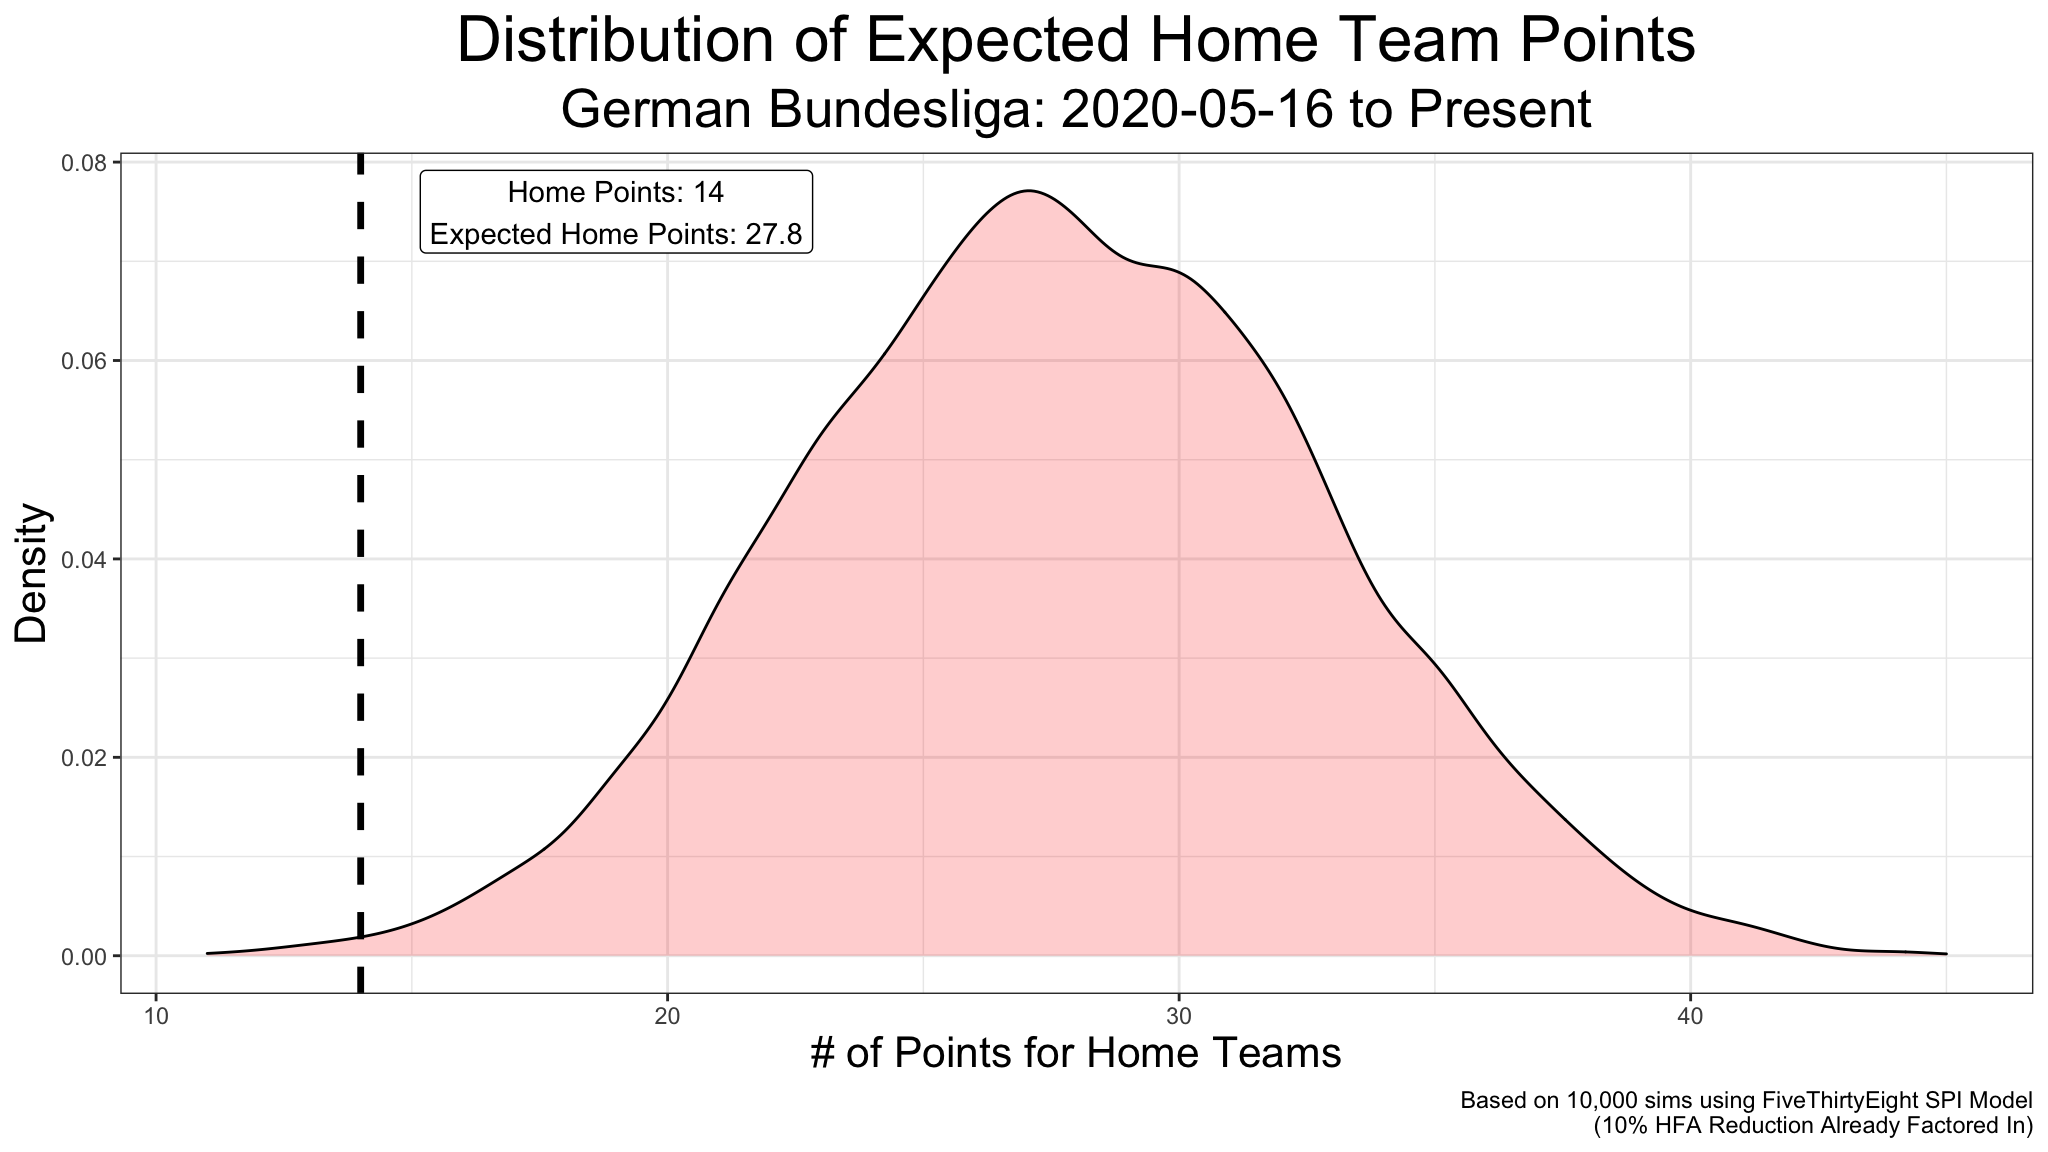 Distribution of Expected Home Team Points
German Bundesliga: 2020-05-16 to Present
Home Points: 14
Expected Home Points: 27.8
Density
0.08
0.06
0.04
0.02
0.00
10 20 30 40
# of Points for Home Teams
Based on 10,000 sims using FiveThirtyEight SPI Model
(10% HFA Reduction Already Factored In)